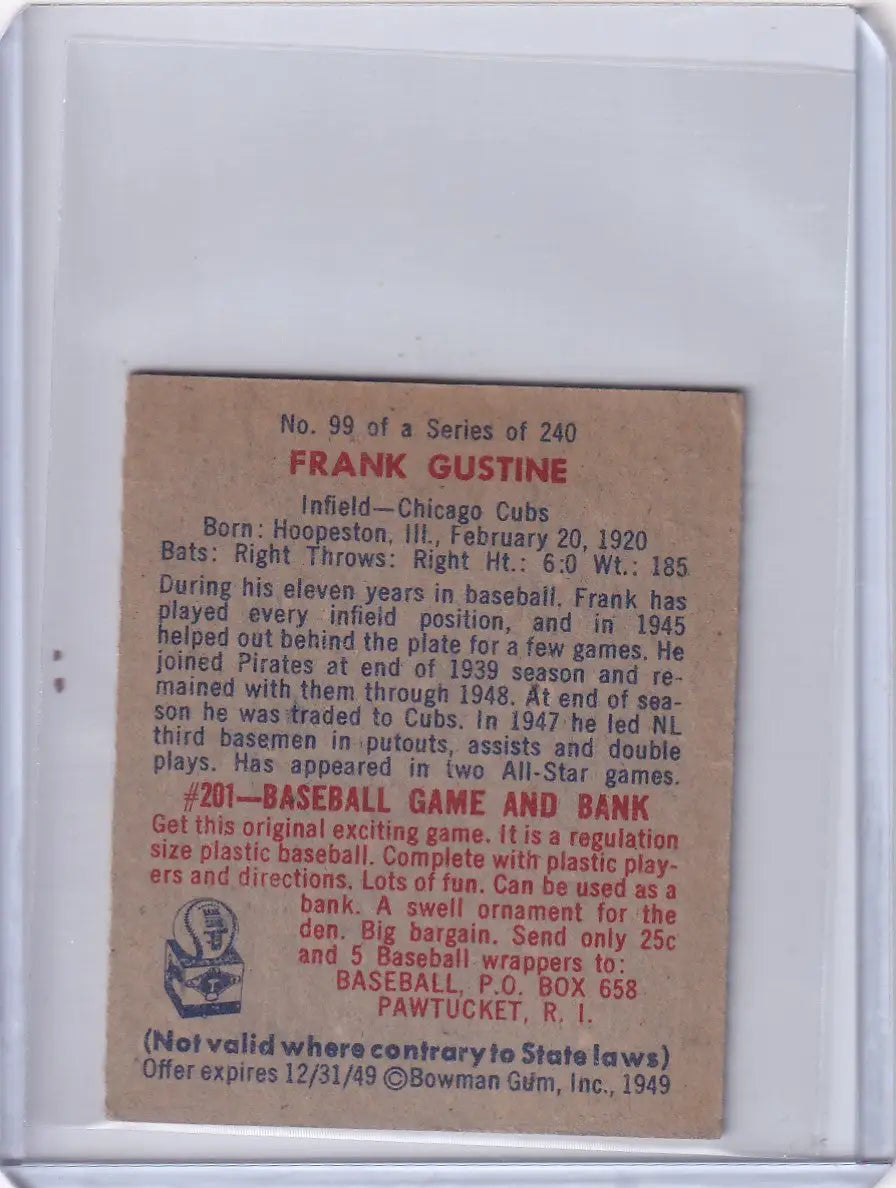 No. 99 of a Series of 240
FRANK GUSTINE
Infield—Chicago Cubs
Born: Hoopeston, Ill., February 20, 1920
Bats: Right Throws: Right Ht.: 6:0 Wt.: 185
During his eleven years in baseball, Frank has
played every infield position, and in 1945
helped out behind the plate for a few games. He
joined Pirates at end of 1939 season and re-
mained with them through 1948. At end of sea-
son he was traded to Cubs. In 1947 he led NL
third basemen in putouts, assists and double
plays. Has appeared in two All-Star games.
#201—BASEBALL GAME AND BANK
Get this original exciting game. It is a regulation
size plastic baseball. Complete with plastic play-
ers and directions. Lots of fun. Can be used as a
bank. A swell ornament for the
den. Big bargain. Send only 25c
and 5 Baseball wrappers to:
BASEBALL, P.O. BOX 658
PAWTUCKET, R. I.
(Not valid where contrary to State laws)
Offer expires 12/31/49 ©Bowman Gum, Inc., 1949